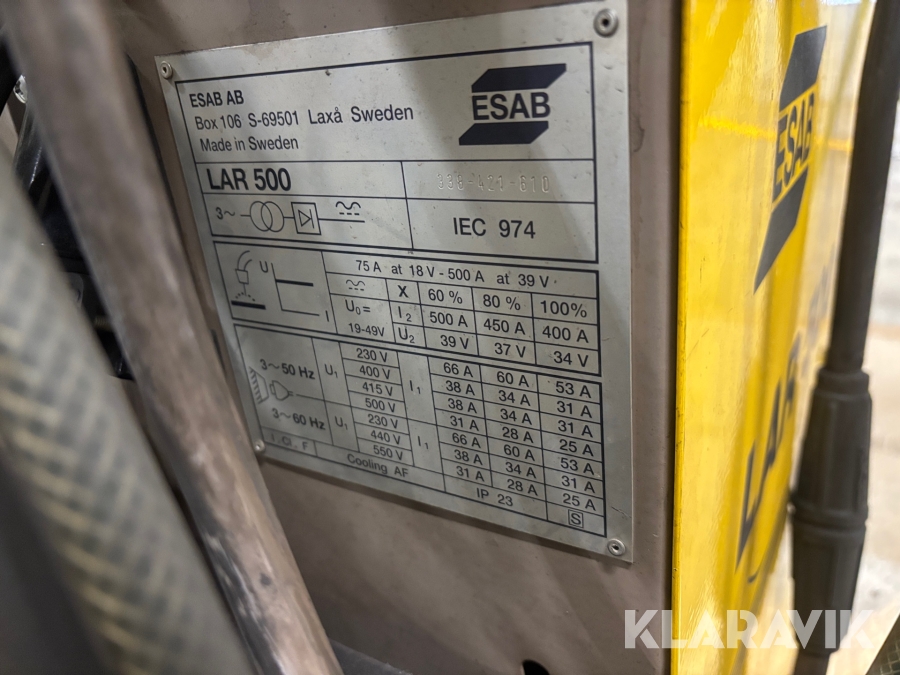 ESAB AB
Box 106 S-69501 Laxå Sweden
Made in Sweden
ESAB
LAR 500
338-421-610
3~
IEC 974
U
I
75 A at 18 V - 500 A at 39 V
X 60 % 80 % 100%
U₀= I₂ 500 A 450 A 400 A
19-49V U₂ 39 V 37 V 34 V
3~50 Hz U₁ 230 V I₁ 66 A 60 A 53 A
400 V 38 A 34 A 31 A
415 V 38 A 34 A 31 A
500 V 31 A 28 A 25 A
3~60 Hz U₁ 230 V I₁ 66 A 60 A 53 A
440 V 38 A 34 A 31 A
550 V 31 A 28 A 25 A
Cooling AF IP 23 S
ESAB
LAR
KLARAVIK